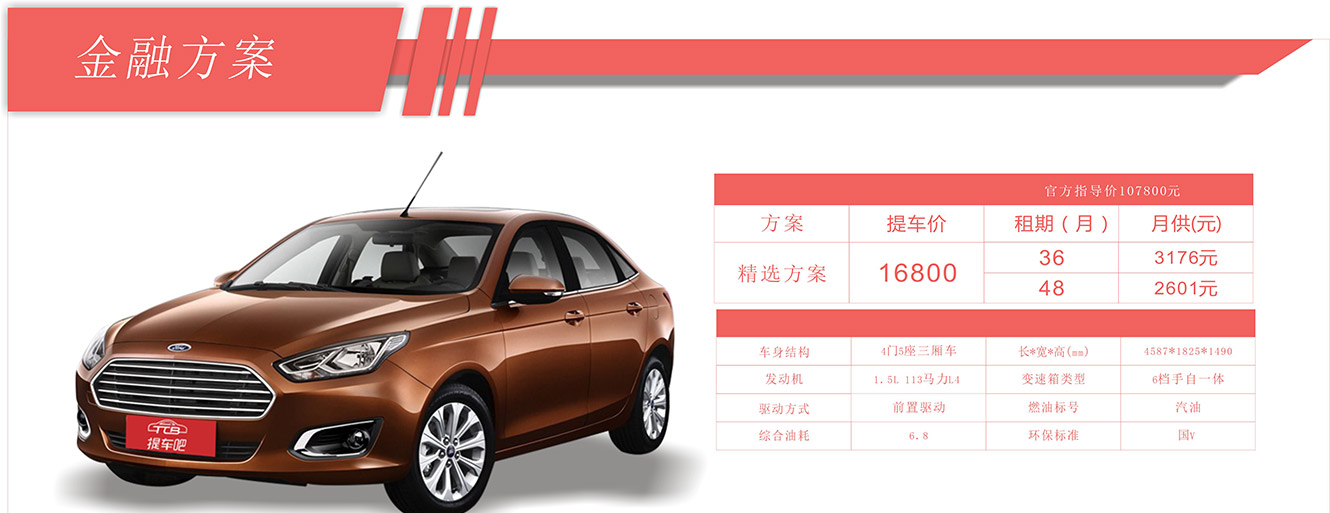 金融方案
官方指导价107800元
方案 提车价 租期（月） 月供(元)
精选方案 16800 36 3176元
48 2601元
车身结构 4门5座三厢车 长*宽*高(mm) 4587*1825*1490
发动机 1.5L 113马力L4 变速箱类型 6档手自一体
驱动方式 前置驱动 燃油标号 汽油
综合油耗 6.8 环保标准 国V
Ford
TCB
提车吧